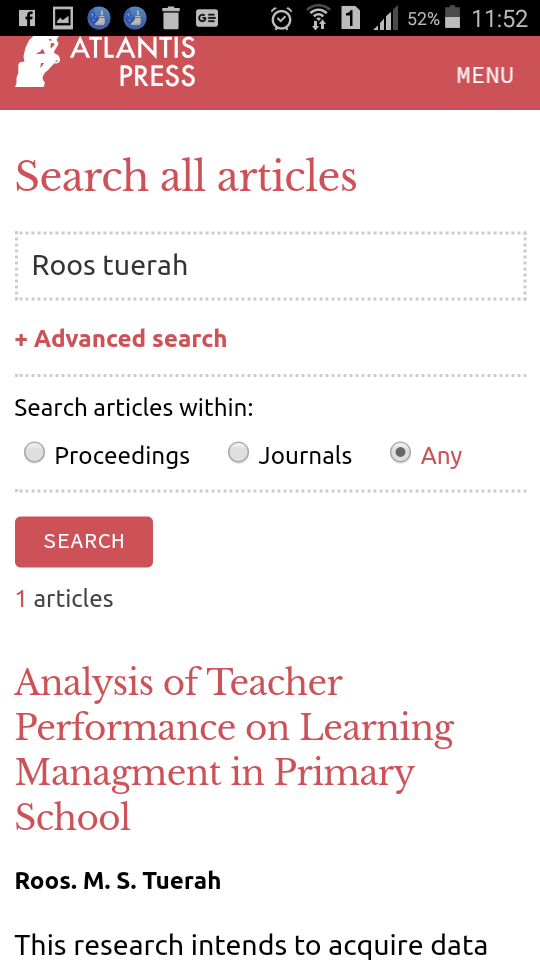 GE 1 52% 11:52
ATLANTIS
PRESS
MENU
Search all articles
Roos tuerah
+ Advanced search
Search articles within:
Proceedings Journals Any
SEARCH
1 articles
Analysis of Teacher
Performance on Learning
Managment in Primary
School
Roos. M. S. Tuerah
This research intends to acquire data